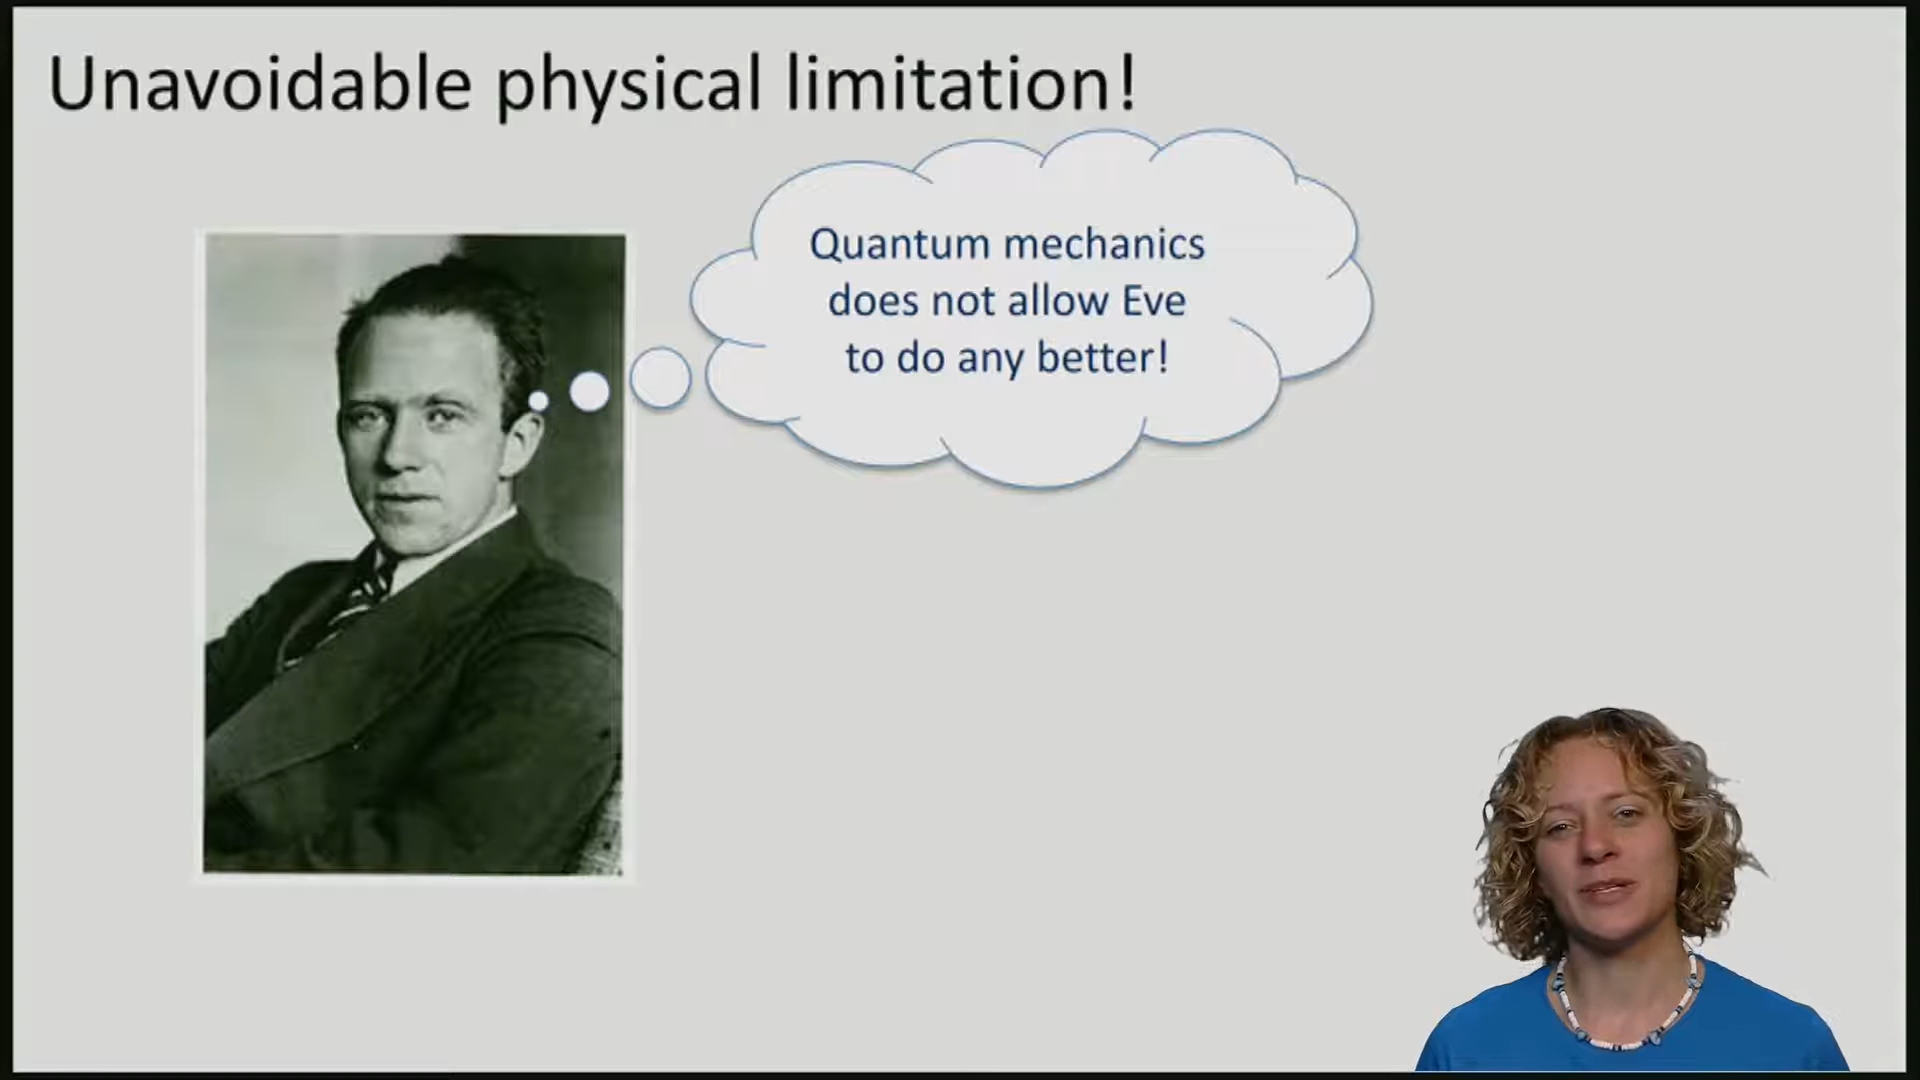 Unavoidable physical limitation!
Quantum mechanics
does not allow Eve
to do any better!